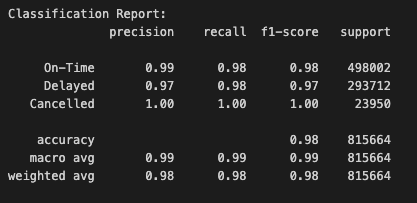 Classification Report:
precision recall f1-score support
On-Time 0.99 0.98 0.98 498002
Delayed 0.97 0.98 0.97 293712
Cancelled 1.00 1.00 1.00 23950
accuracy 0.98 815664
macro avg 0.99 0.99 0.99 815664
weighted avg 0.98 0.98 0.98 815664